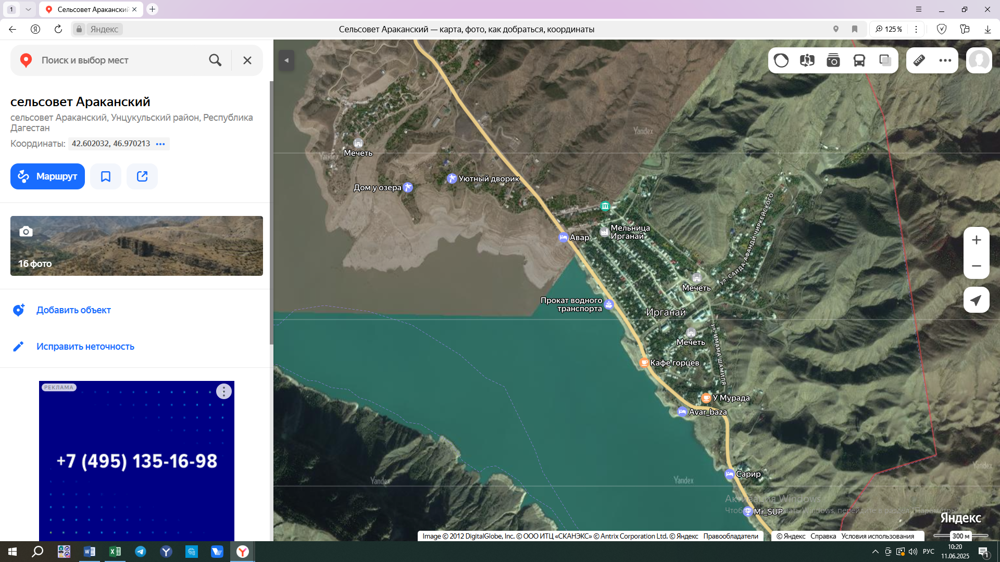 1
Сельсовет Араканский
Яндекс
Сельсовет Араканский — карта, фото, как добраться, координаты
125 %
Поиск и выбор мест
сельсовет Араканский
сельсовет Араканский, Унцукульский район, Республика
Дагестан
Координаты: 42.602032, 46.970213
Маршрут
16 фото
Добавить объект
Исправить неточность
РЕКЛАМА
+7 (495) 135-16-98
Yandex
Yandex
Мечеть
Уютный дворик
Дом у озера
ул. САИДА-АФАНДИ ЧИРКЕЙСКОГО
Мельница
Ирганай
Авар
Мечеть
Прокат водного
транспорта
Ирганай
Мечеть
ул. ИМАМА ШАМИЛЯ
Кафе горцев
У Мурада
Avar_baza
Yandex
Сарир
Yandex
Yandex
Активация Windows
Mr_SUP
Windows, перейдите в раздел "Параметры".
Яндекс
Image © 2012 DigitalGlobe, Inc. © ООО ИТЦ «СКАНЭКС» © Antrix Corporation Ltd. © Яндекс Правообладатели
© Яндекс Справка Условия использования
300 м
РУС
10:20
11.06.2025
1